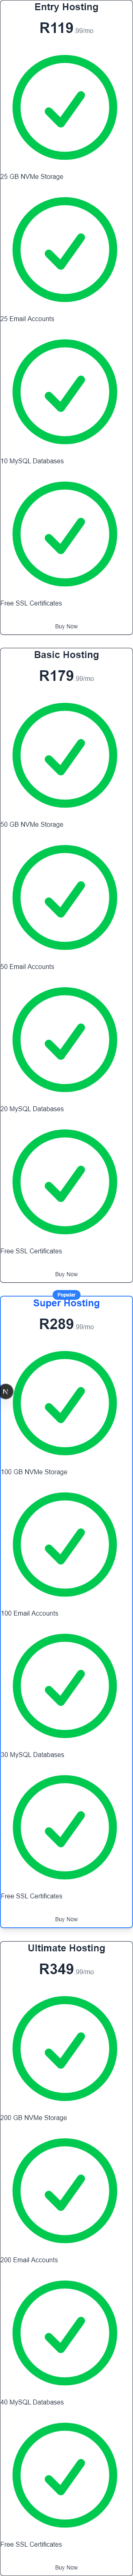 Entry Hosting
R119 99/mo
25 GB NVMe Storage
25 Email Accounts
10 MySQL Databases
Free SSL Certificates
Buy Now
Basic Hosting
R179 99/mo
50 GB NVMe Storage
50 Email Accounts
20 MySQL Databases
Free SSL Certificates
Buy Now
Popular
Super Hosting
R289 99/mo
N
100 GB NVMe Storage
100 Email Accounts
30 MySQL Databases
Free SSL Certificates
Buy Now
Ultimate Hosting
R349 99/mo
200 GB NVMe Storage
200 Email Accounts
40 MySQL Databases
Free SSL Certificates
Buy Now